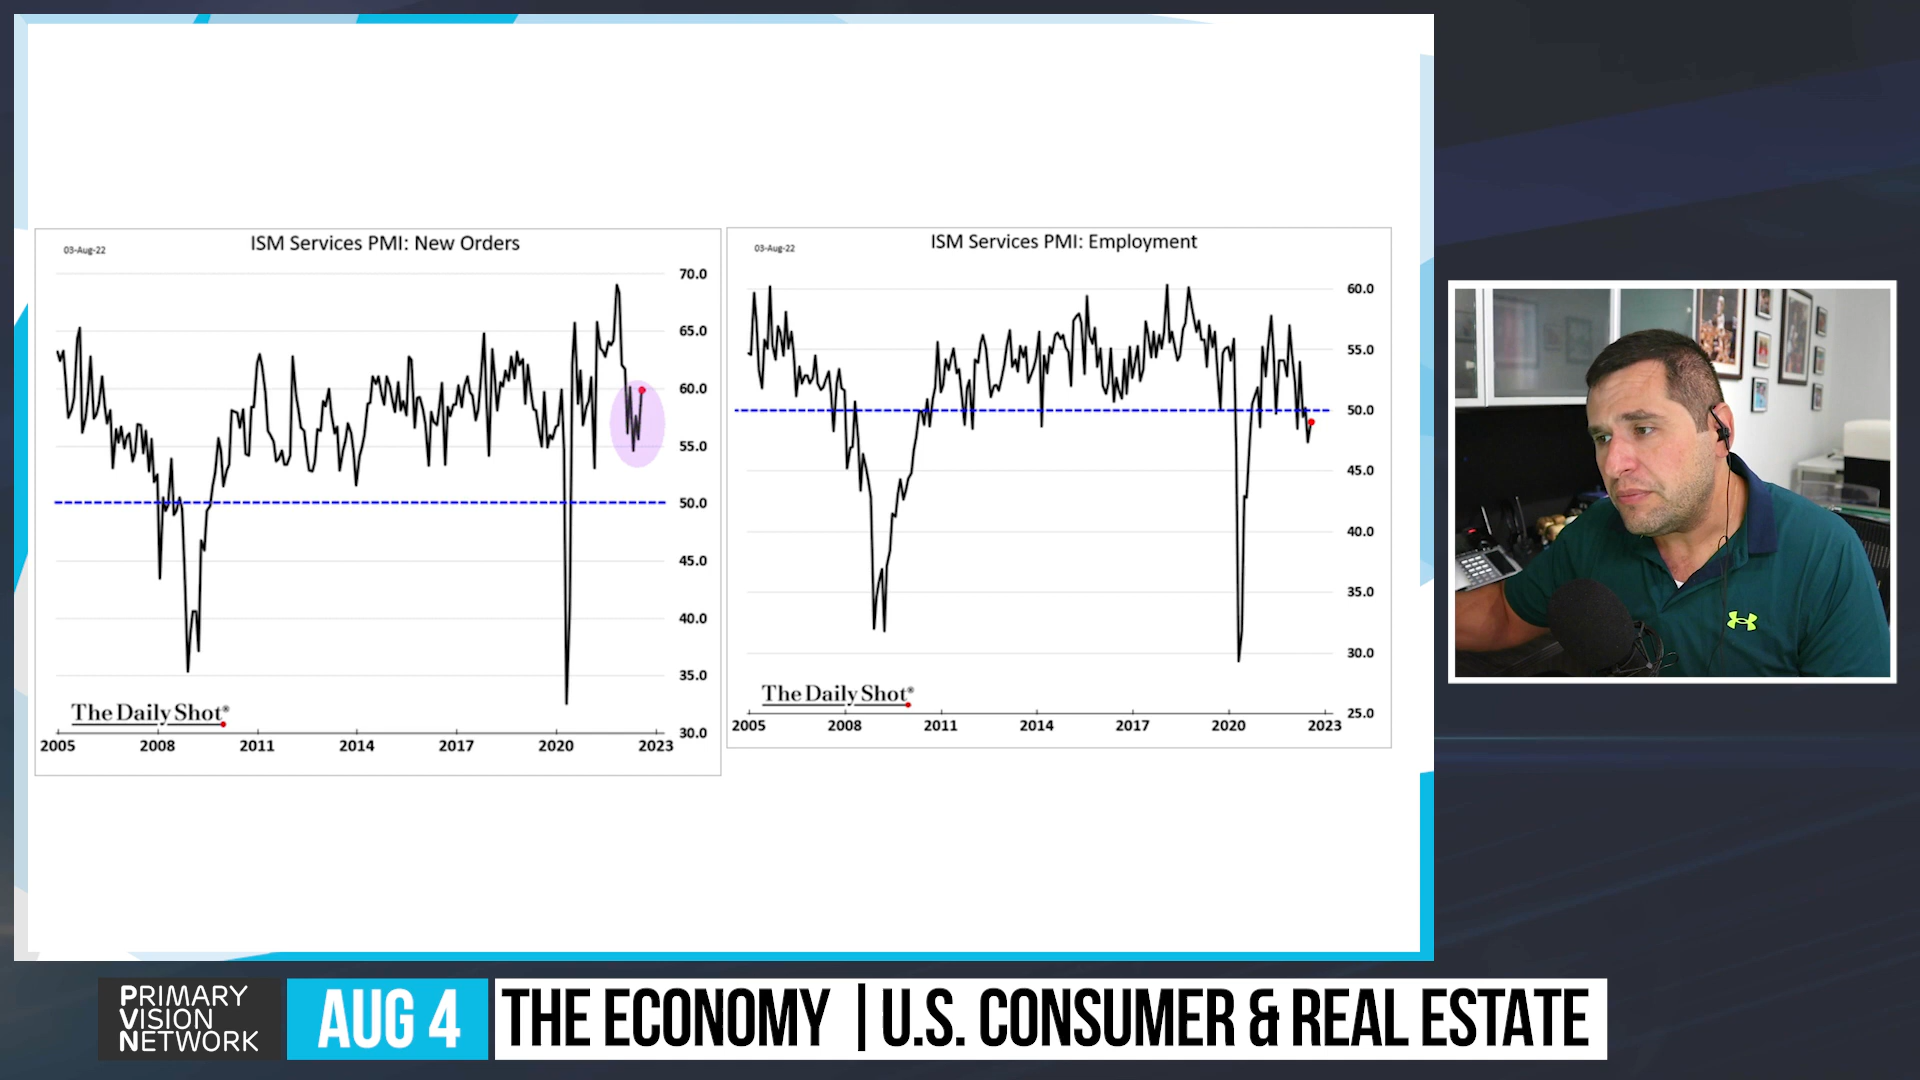 03-Aug-22
ISM Services PMI: New Orders
70.0
65.0
60.0
55.0
50.0
45.0
40.0
35.0
30.0
The Daily Shot®
2005 2008 2011 2014 2017 2020 2023
03-Aug-22
ISM Services PMI: Employment
60.0
55.0
50.0
45.0
40.0
35.0
30.0
25.0
The Daily Shot®
2005 2008 2011 2014 2017 2020 2023
PRIMARY
VISION
NETWORK
AUG 4
THE ECONOMY | U.S. CONSUMER & REAL ESTATE